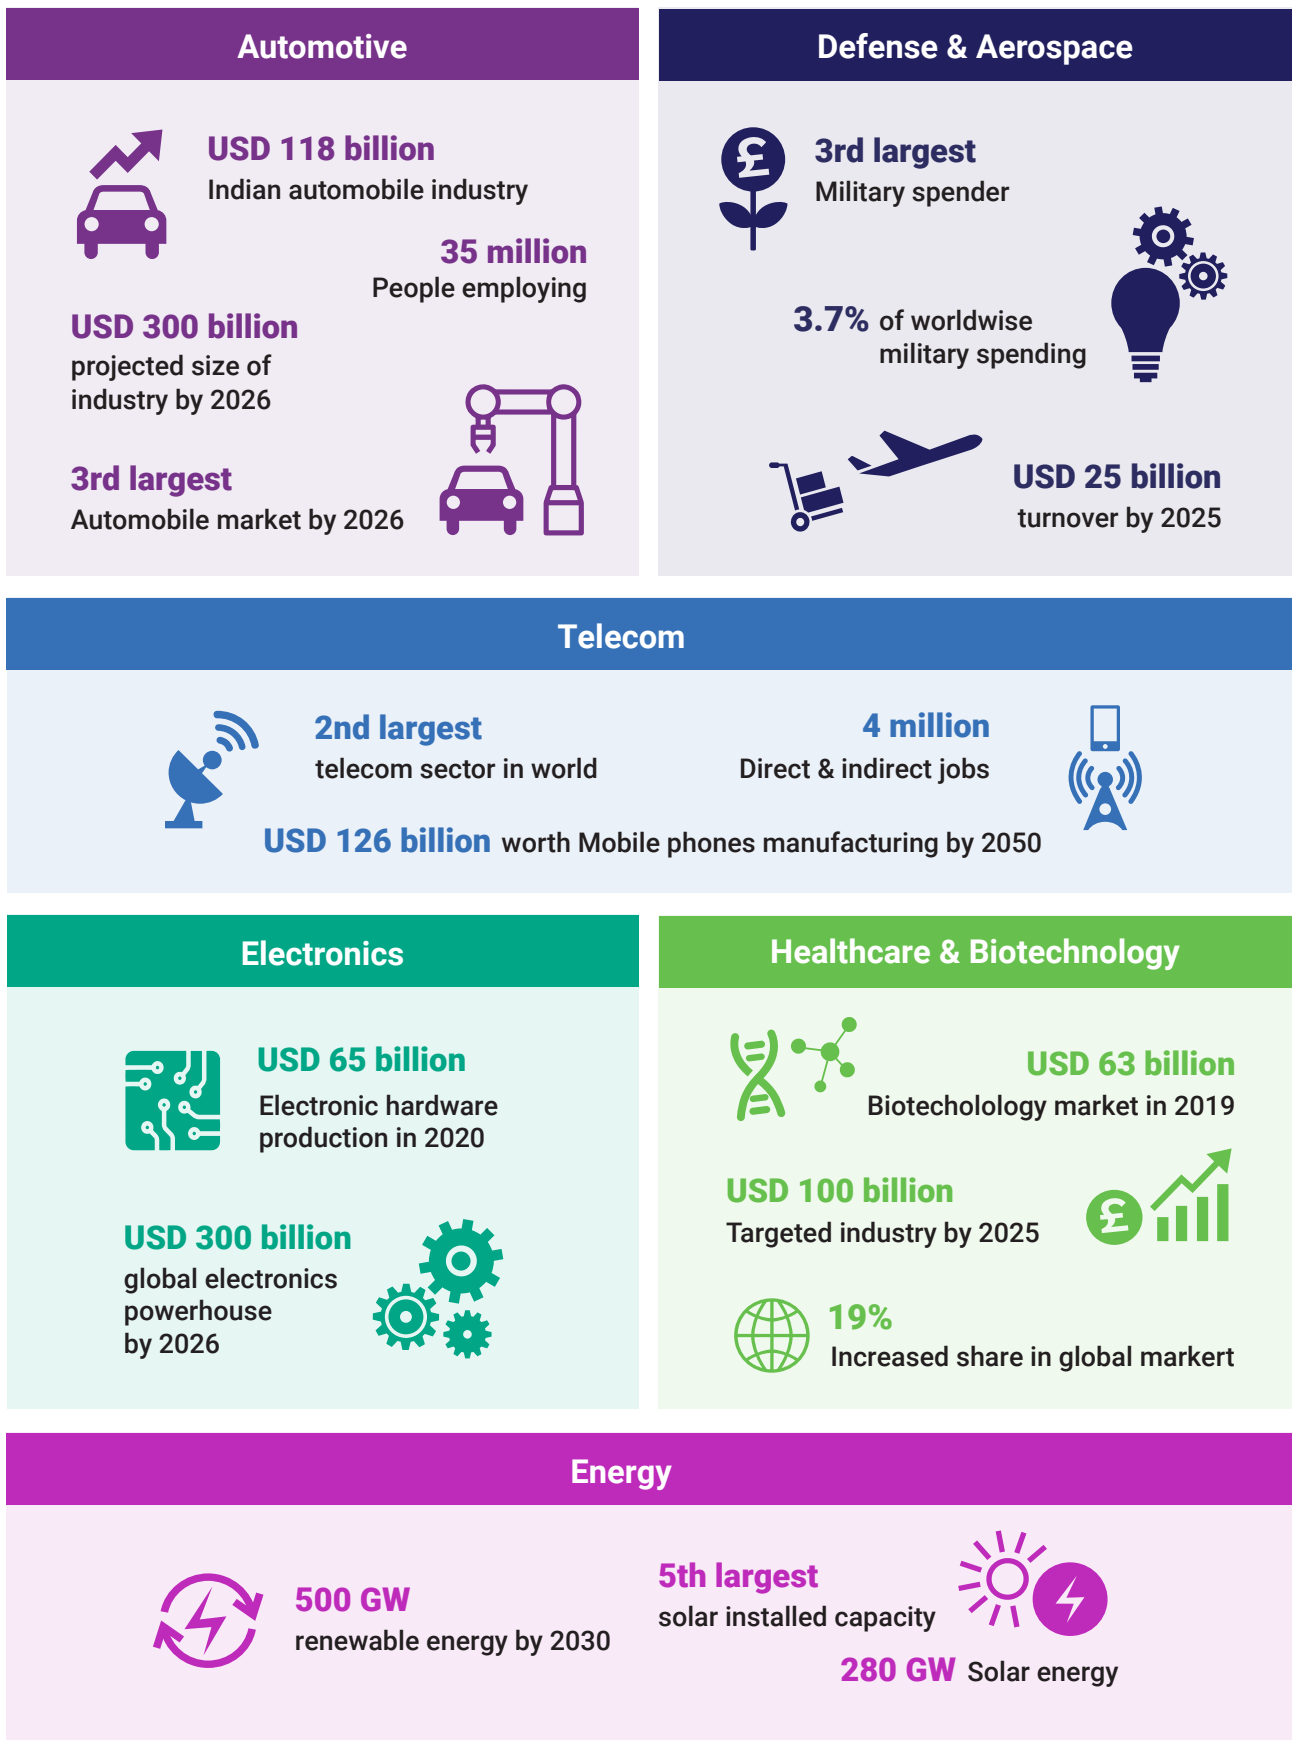 Automotive
USD 118 billion
Indian automobile industry
35 million
People employing
USD 300 billion
projected size of
industry by 2026
3rd largest
Automobile market by 2026
Defense & Aerospace
£
3rd largest
Military spender
3.7% of worldwise
military spending
USD 25 billion
turnover by 2025
Telecom
2nd largest
telecom sector in world
4 million
Direct & indirect jobs
USD 126 billion worth Mobile phones manufacturing by 2050
Electronics
USD 65 billion
Electronic hardware
production in 2020
USD 300 billion
global electronics
powerhouse
by 2026
Healthcare & Biotechnology
USD 63 billion
Biotecholology market in 2019
USD 100 billion
Targeted industry by 2025
£
19%
Increased share in global markert
Energy
500 GW
renewable energy by 2030
5th largest
solar installed capacity
280 GW Solar energy